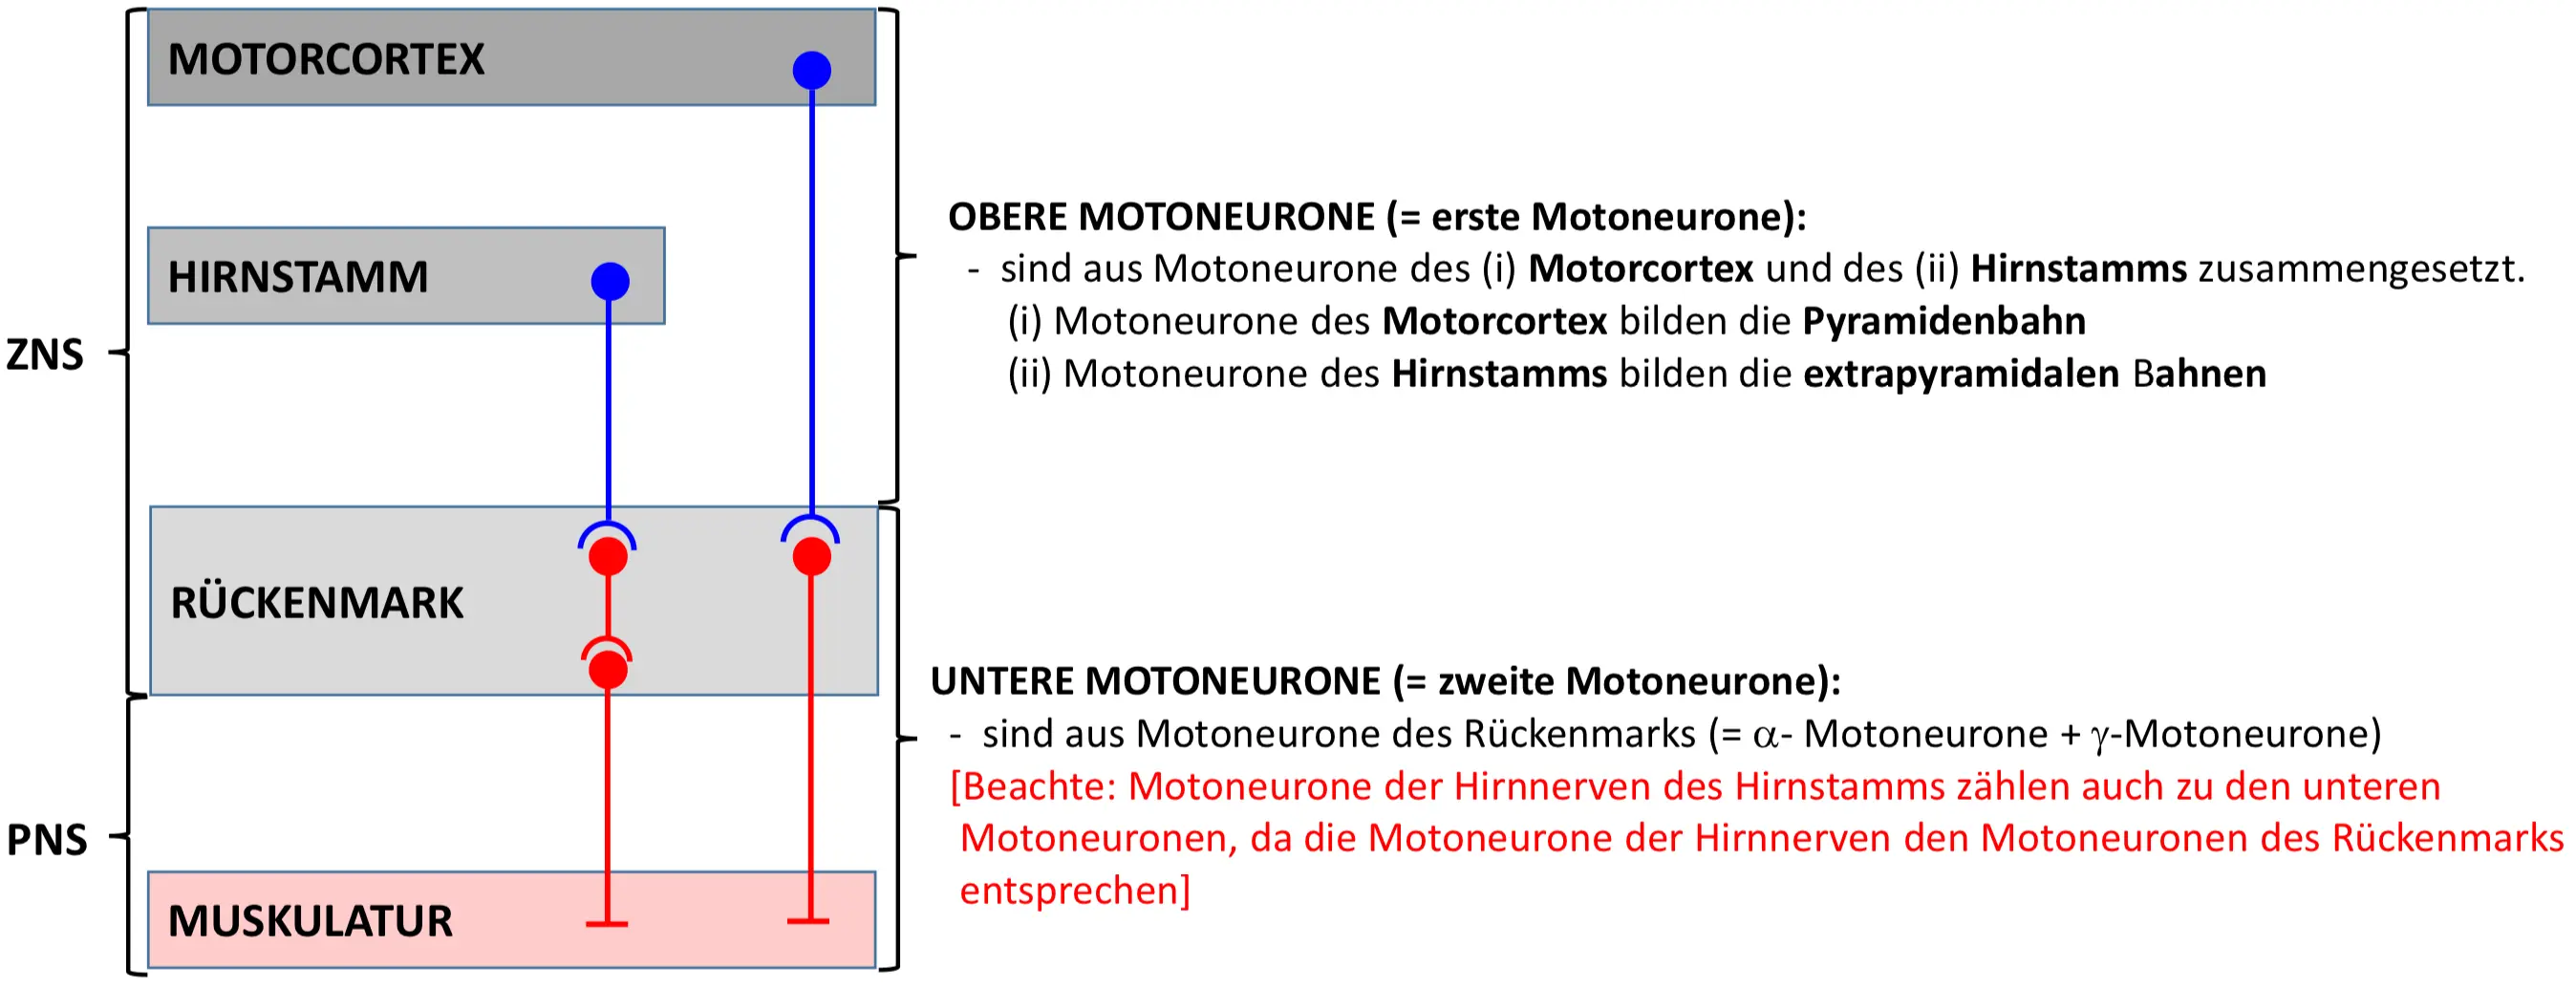 MOTORCORTEX
HIRNSTAMM
ZNS
RÜCKENMARK
PNS
MUSKULATUR
OBERE MOTONEURONE (= erste Motoneurone):
- sind aus Motoneurone des (i) Motorcortex und des (ii) Hirnstamms zusammengesetzt.
(i) Motoneurone des Motorcortex bilden die Pyramidenbahn
(ii) Motoneurone des Hirnstamms bilden die extrapyramidalen Bahnen
UNTERE MOTONEURONE (= zweite Motoneurone):
- sind aus Motoneurone des Rückenmarks (= α- Motoneurone + γ-Motoneurone)
[Beachte: Motoneurone der Hirnnerven des Hirnstamms zählen auch zu den unteren
Motoneuronen, da die Motoneurone der Hirnnerven den Motoneuronen des Rückenmarks
entsprechen]